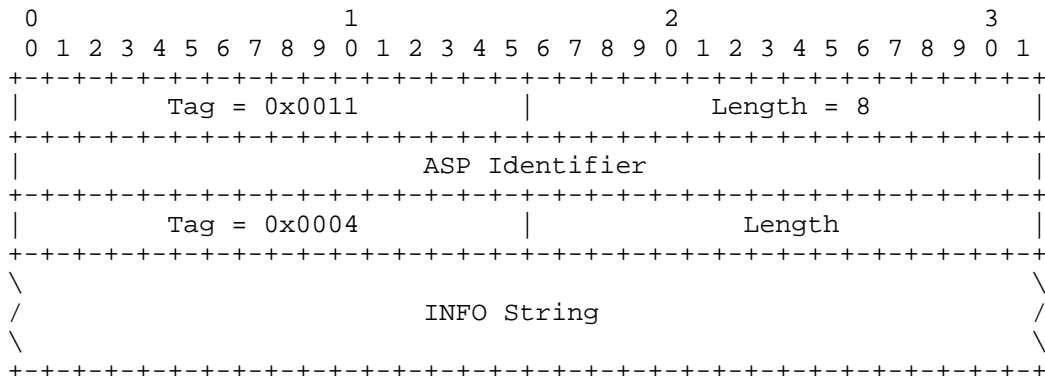 0                   1                   2                   3
 0 1 2 3 4 5 6 7 8 9 0 1 2 3 4 5 6 7 8 9 0 1 2 3 4 5 6 7 8 9 0 1
+-+-+-+-+-+-+-+-+-+-+-+-+-+-+-+-+-+-+-+-+-+-+-+-+-+-+-+-+-+-+-+-+
|         Tag = 0x0011          |           Length = 8          |
+-+-+-+-+-+-+-+-+-+-+-+-+-+-+-+-+-+-+-+-+-+-+-+-+-+-+-+-+-+-+-+-+
|                         ASP Identifier                        |
+-+-+-+-+-+-+-+-+-+-+-+-+-+-+-+-+-+-+-+-+-+-+-+-+-+-+-+-+-+-+-+-+
|         Tag = 0x0004          |             Length            |
+-+-+-+-+-+-+-+-+-+-+-+-+-+-+-+-+-+-+-+-+-+-+-+-+-+-+-+-+-+-+-+-+
\                                                               \
/                         INFO String                           /
\                                                               \
+-+-+-+-+-+-+-+-+-+-+-+-+-+-+-+-+-+-+-+-+-+-+-+-+-+-+-+-+-+-+-+-+